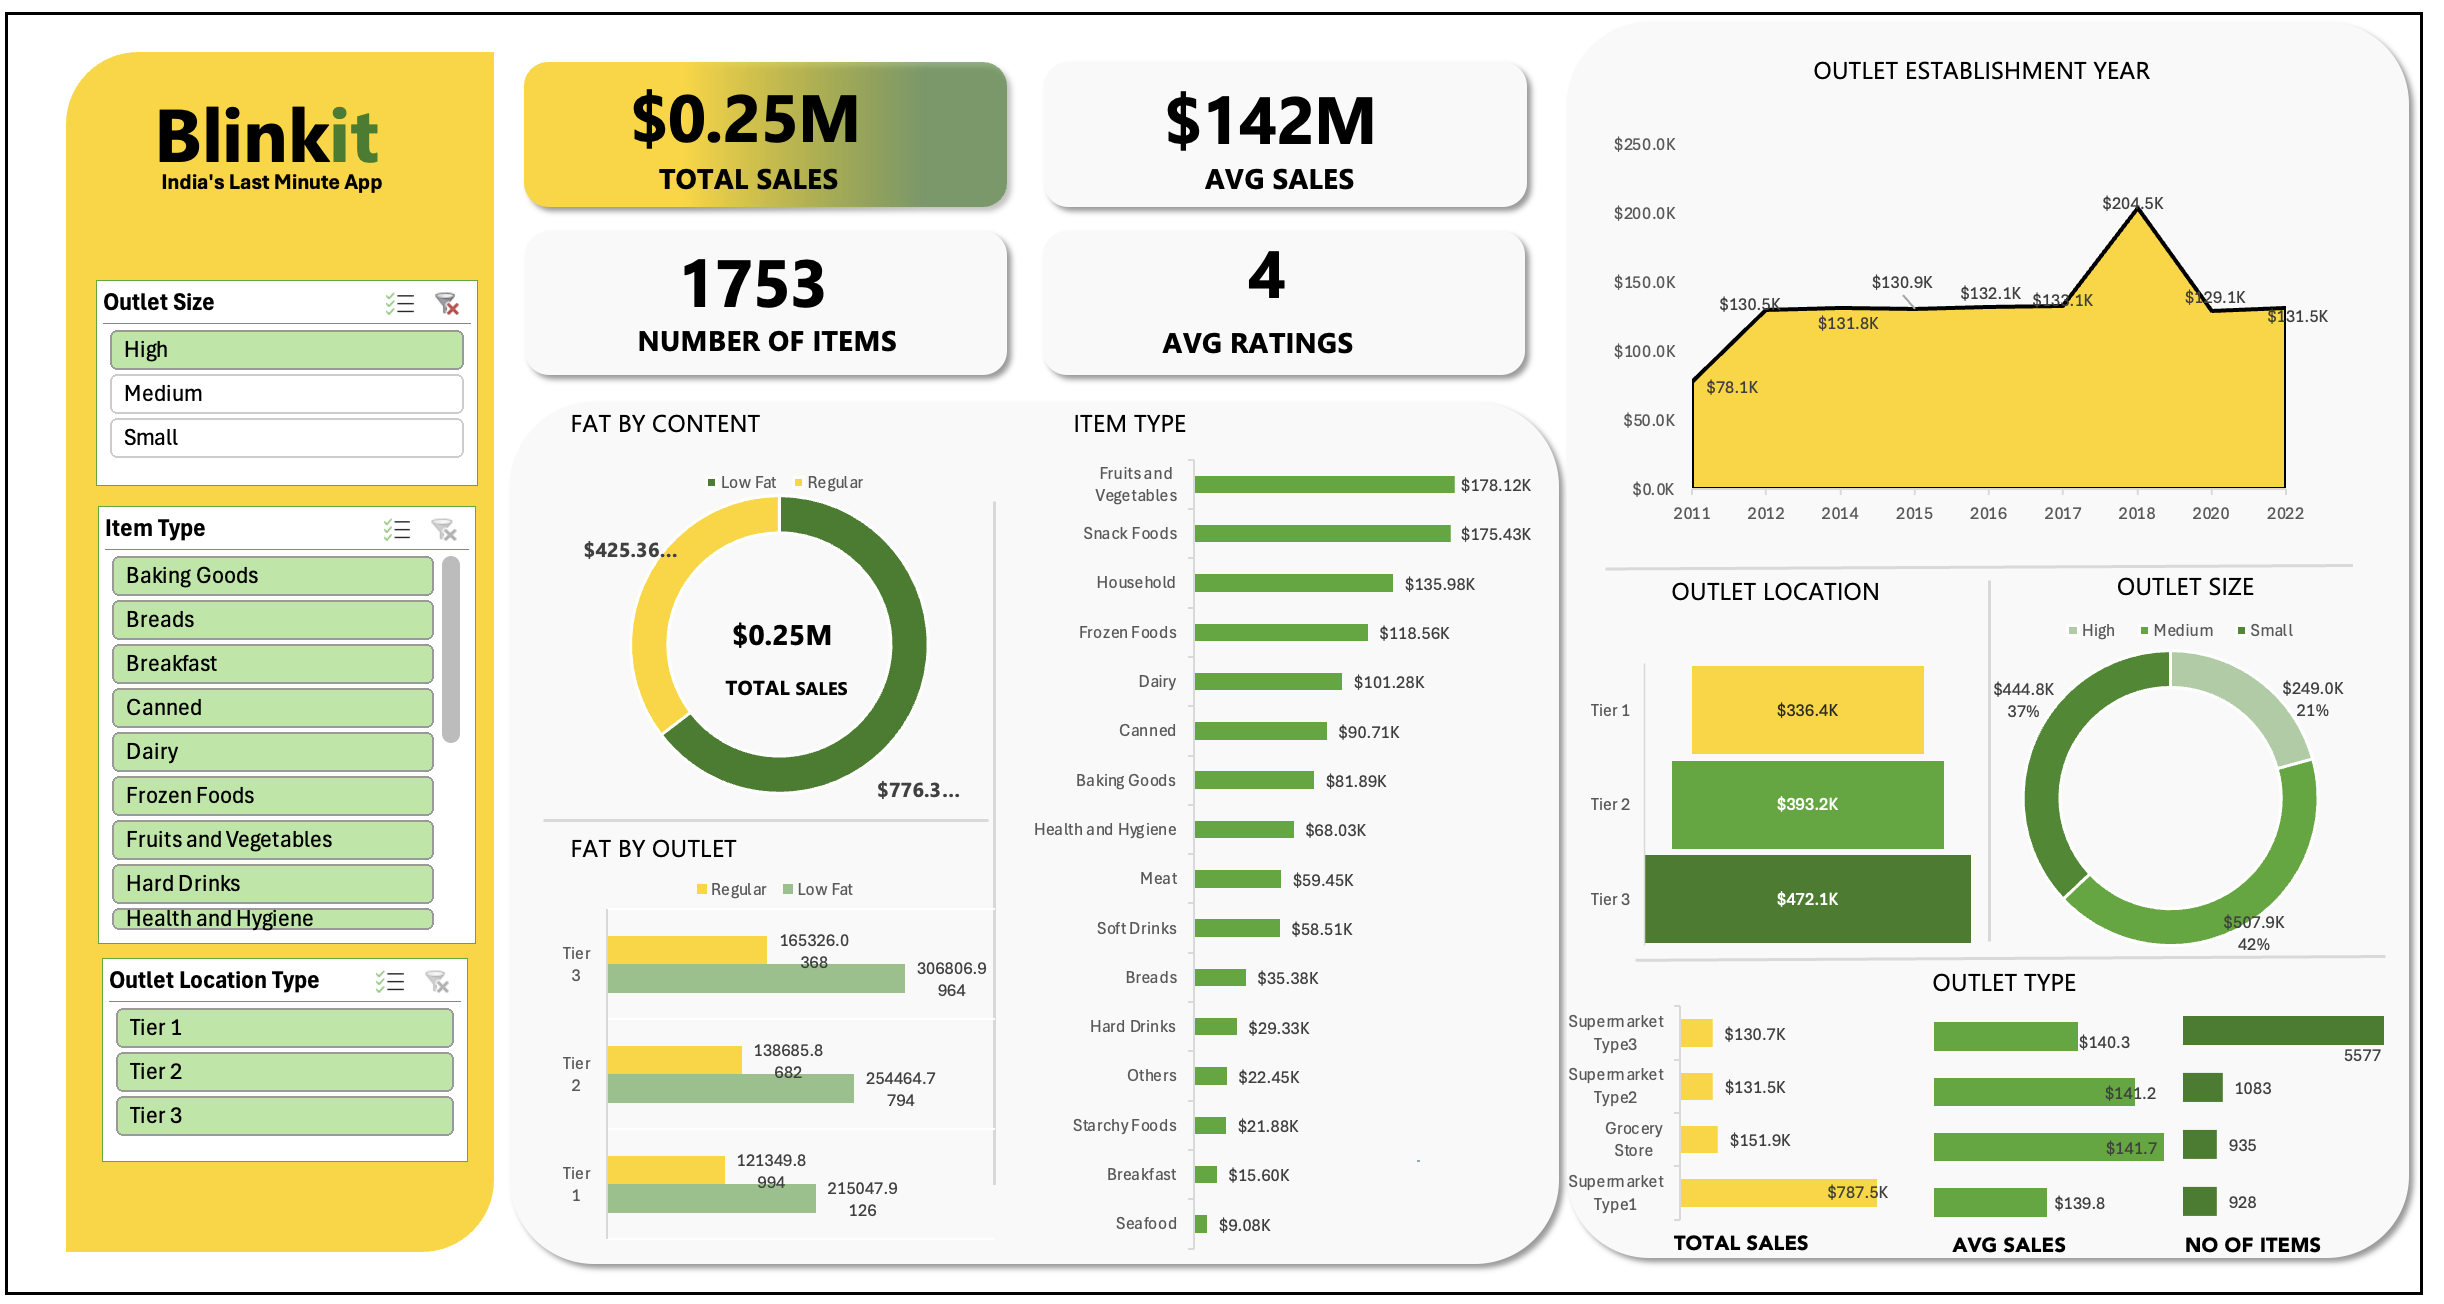 Blinkit
India's Last Minute App
Outlet Size
High
Medium
Small
Item Type
Baking Goods
Breads
Breakfast
Canned
Dairy
Frozen Foods
Fruits and Vegetables
Hard Drinks
Health and Hygiene
Outlet Location Type
Tier 1
Tier 2
Tier 3
$0.25M
TOTAL SALES
$142M
AVG SALES
1753
NUMBER OF ITEMS
4
AVG RATINGS
FAT BY CONTENT
Low Fat Regular
$425.36...
$0.25M
TOTAL SALES
$776.3...
FAT BY OUTLET
Regular Low Fat
Tier
3
165326.0
368
306806.9
964
Tier
2
138685.8
682
254464.7
794
Tier
1
121349.8
994
215047.9
126
ITEM TYPE
Fruits and
Vegetables
$178.12K
Snack Foods $175.43K
Household $135.98K
Frozen Foods $118.56K
Dairy $101.28K
Canned $90.71K
Baking Goods $81.89K
Health and Hygiene $68.03K
Meat $59.45K
Soft Drinks $58.51K
Breads $35.38K
Hard Drinks $29.33K
Others $22.45K
Starchy Foods $21.88K
Breakfast $15.60K
Seafood $9.08K
OUTLET ESTABLISHMENT YEAR
$250.0K
$200.0K
$150.0K
$100.0K
$50.0K
$0.0K
$78.1K
$130.5K
$131.8K
$130.9K
$132.1K
$133.1K
$204.5K
$129.1K
$131.5K
2011 2012 2014 2015 2016 2017 2018 2020 2022
OUTLET LOCATION
Tier 1 $336.4K
Tier 2 $393.2K
Tier 3 $472.1K
OUTLET SIZE
High Medium Small
$444.8K
37%
$249.0K
21%
$507.9K
42%
OUTLET TYPE
Supermarket
Type3
$130.7K
$140.3
5577
Supermarket
Type2
$131.5K
$141.2
1083
Grocery
Store
$151.9K
$141.7
935
Supermarket
Type1
$787.5K
$139.8
928
TOTAL SALES
AVG SALES
NO OF ITEMS